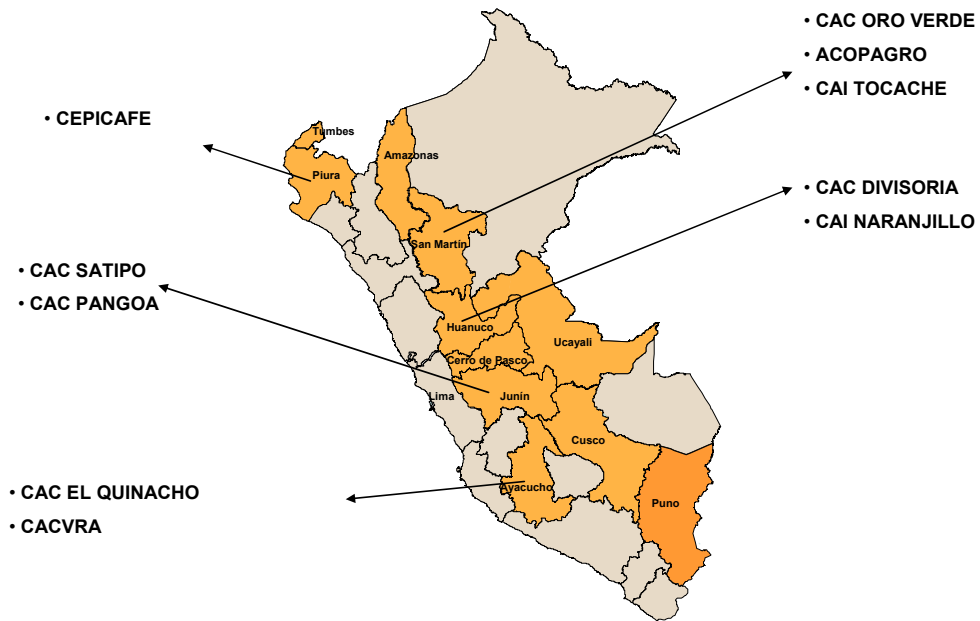 • CAC ORO VERDE
• ACOPAGRO
• CAI TOCACHE
• CEPICAFE
Tumbes
Amazonas
Piura
• CAC DIVISORIA
• CAI NARANJILLO
San Martín
• CAC SATIPO
• CAC PANGOA
Huanuco
Ucayali
Cerro de Pasco
Lima
Junín
Cusco
• CAC EL QUINACHO
• CACVRA
Ayacucho
Puno